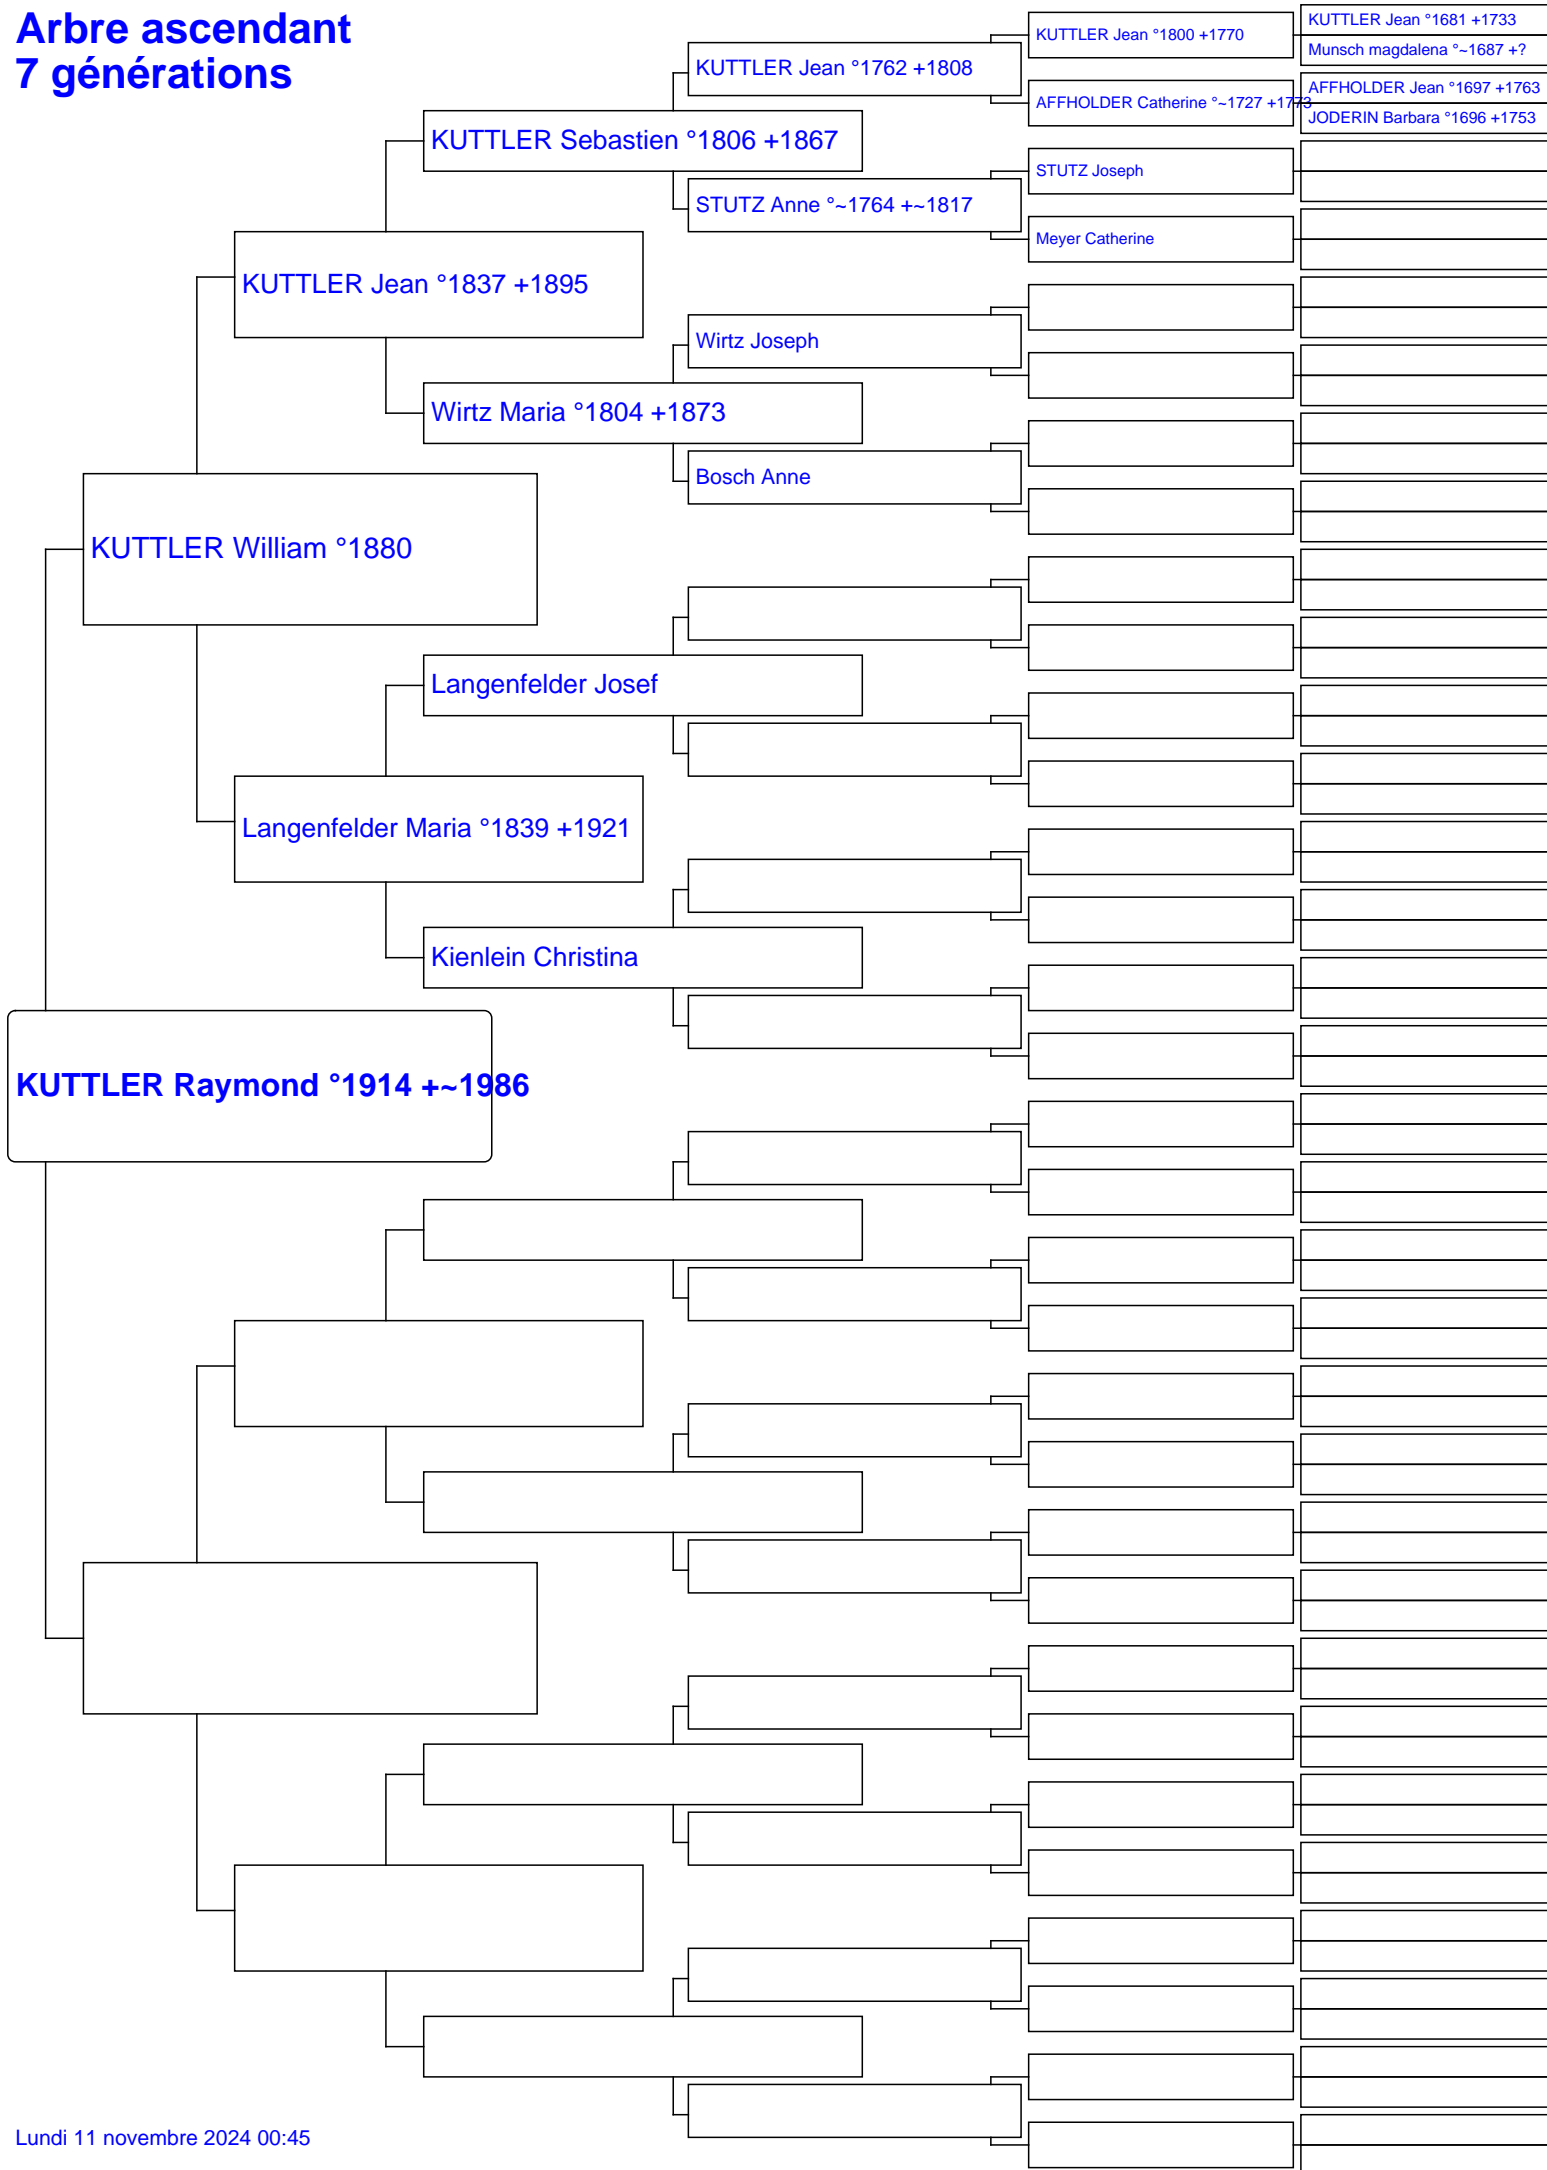 Arbre ascendant
7 générations
KUTTLER Jean °1681 +1733
KUTTLER Jean °1800 +1770
Munsch magdalena °~1687 +?
KUTTLER Jean °1762 +1808
AFFHOLDER Jean °1697 +1763
AFFHOLDER Catherine °~1727 +1773
JODERIN Barbara °1696 +1753
KUTTLER Sebastien °1806 +1867
STUTZ Joseph
STUTZ Anne °~1764 +~1817
Meyer Catherine
KUTTLER Jean °1837 +1895
Wirtz Joseph
Wirtz Maria °1804 +1873
Bosch Anne
KUTTLER William °1880
Langenfelder Josef
Langenfelder Maria °1839 +1921
Kienlein Christina
KUTTLER Raymond °1914 +~1986
Lundi 11 novembre 2024 00:45